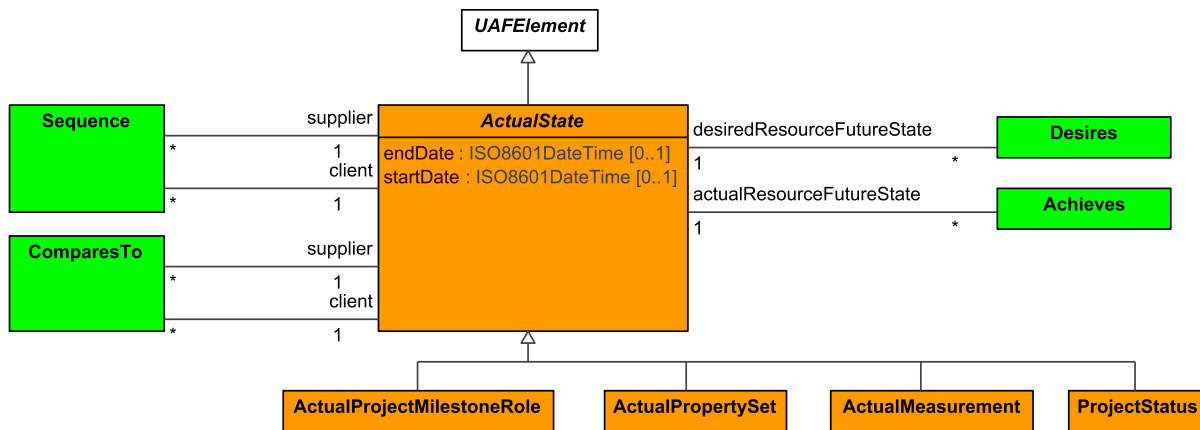 UAFElement
Sequence
supplier
*
1
client
*
1
ComparesTo
supplier
*
1
client
*
1
ActualState
endDate : ISO8601DateTime [0..1]
startDate : ISO8601DateTime [0..1]
desiredResourceFutureState
1
*
Desires
actualResourceFutureState
1
*
Achieves
ActualProjectMilestoneRole
ActualPropertySet
ActualMeasurement
ProjectStatus